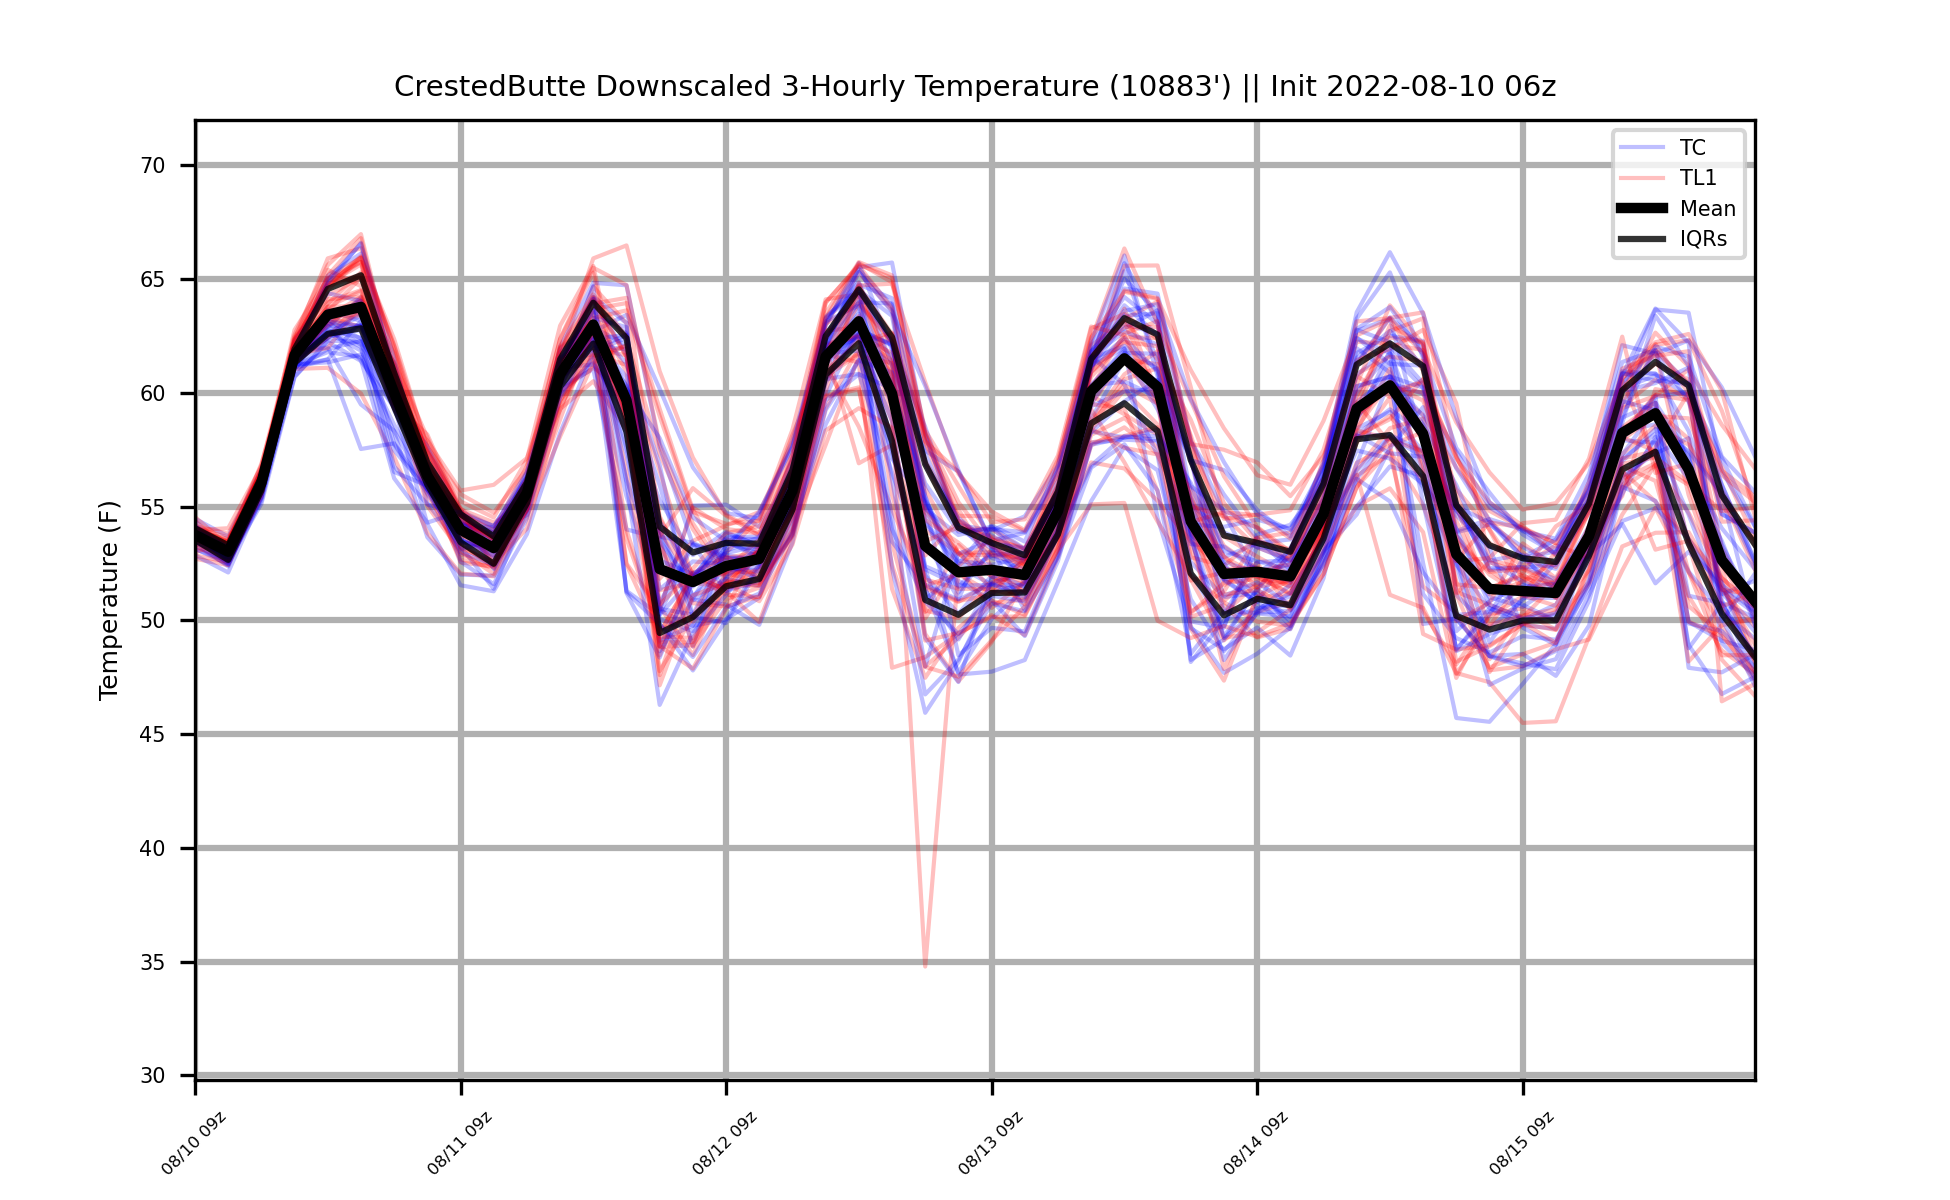 CrestedButte Downscaled 3-Hourly Temperature (10883') || Init 2022-08-10 06z
TC
TL1
Mean
IQRs
Temperature (F)
70
65
60
55
50
45
40
35
30
08/10 09z
08/11 09z
08/12 09z
08/13 09z
08/14 09z
08/15 09z